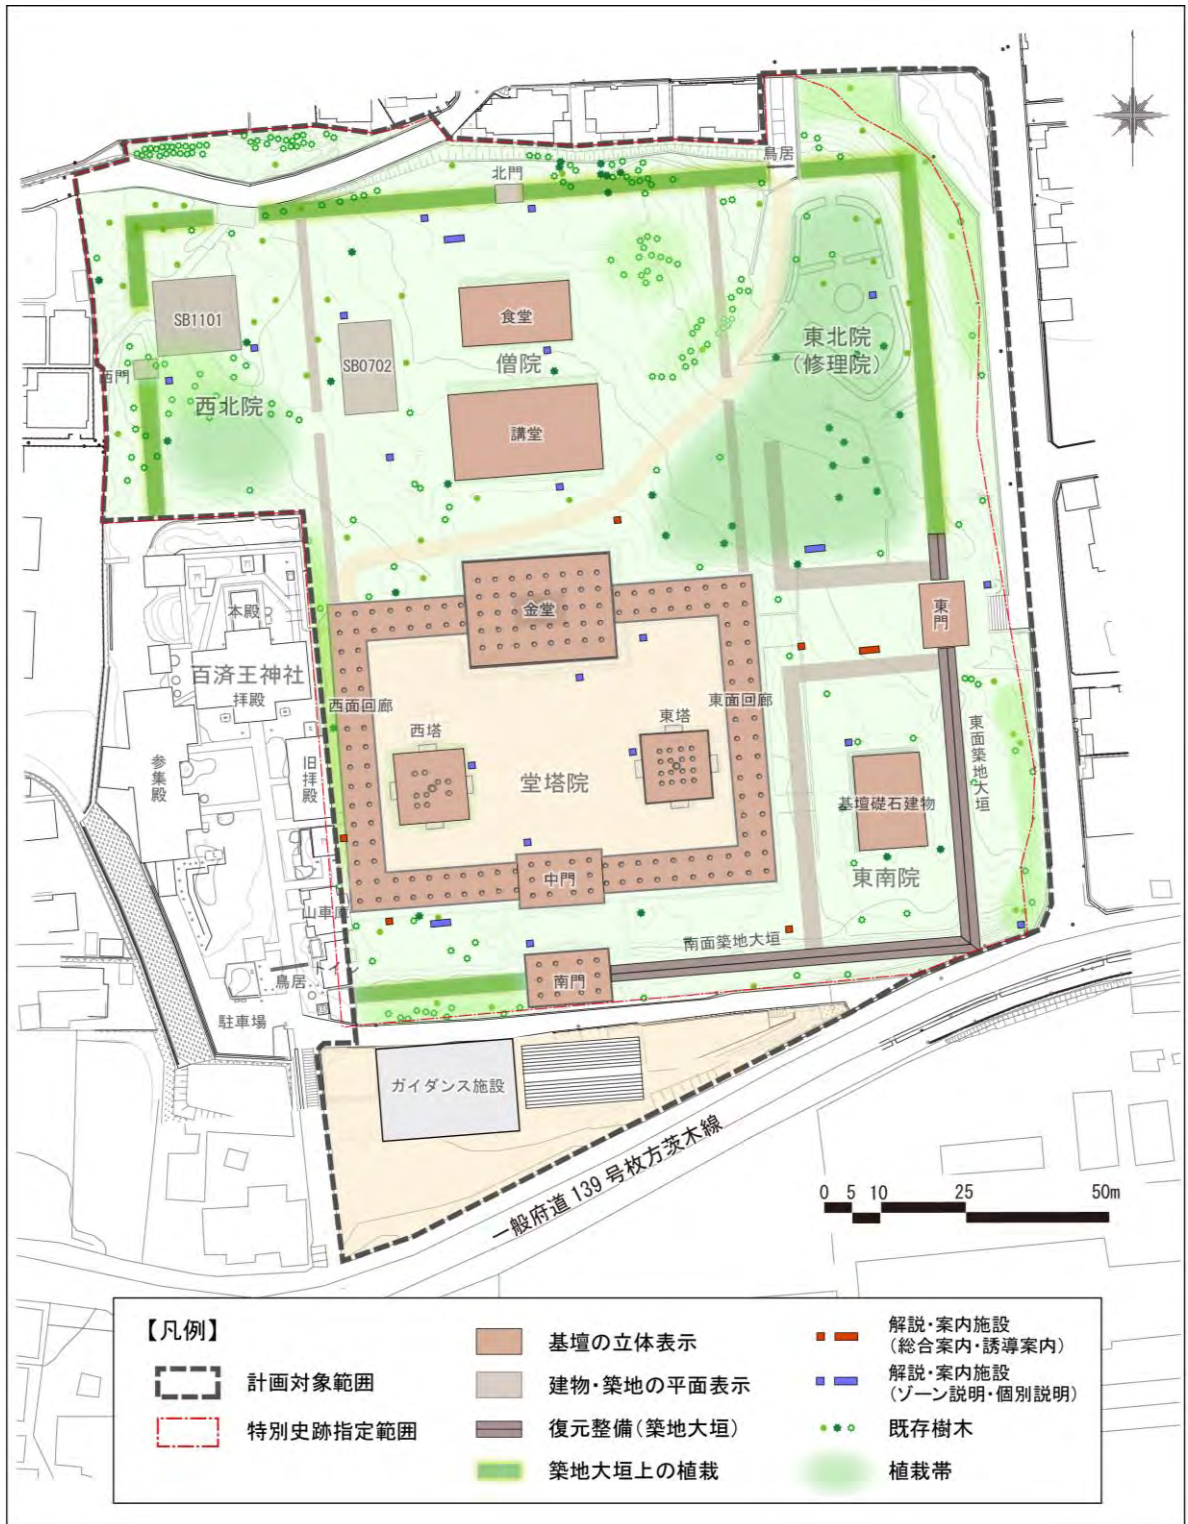 鳥居
北門
SB1101
食堂
SB0702
僧院
東北院
(修理院)
西門
西北院
講堂
金堂
東門
本殿
百済王神社
拝殿
西面回廊
東面回廊
西塔
東塔
参集殿
旧拝殿
堂塔院
東面築地大垣
基壇礎石建物
中門
東南院
山車庫
南面築地大垣
鳥居
トイレ
南門
駐車場
ガイダンス施設
一般府道139号枚方茨木線
0 5 10 25 50m
【凡例】
計画対象範囲
特別史跡指定範囲
基壇の立体表示
建物・築地の平面表示
復元整備(築地大垣)
築地大垣上の植栽
解説・案内施設
(総合案内・誘導案内)
解説・案内施設
(ゾーン説明・個別説明)
既存樹木
植栽帯